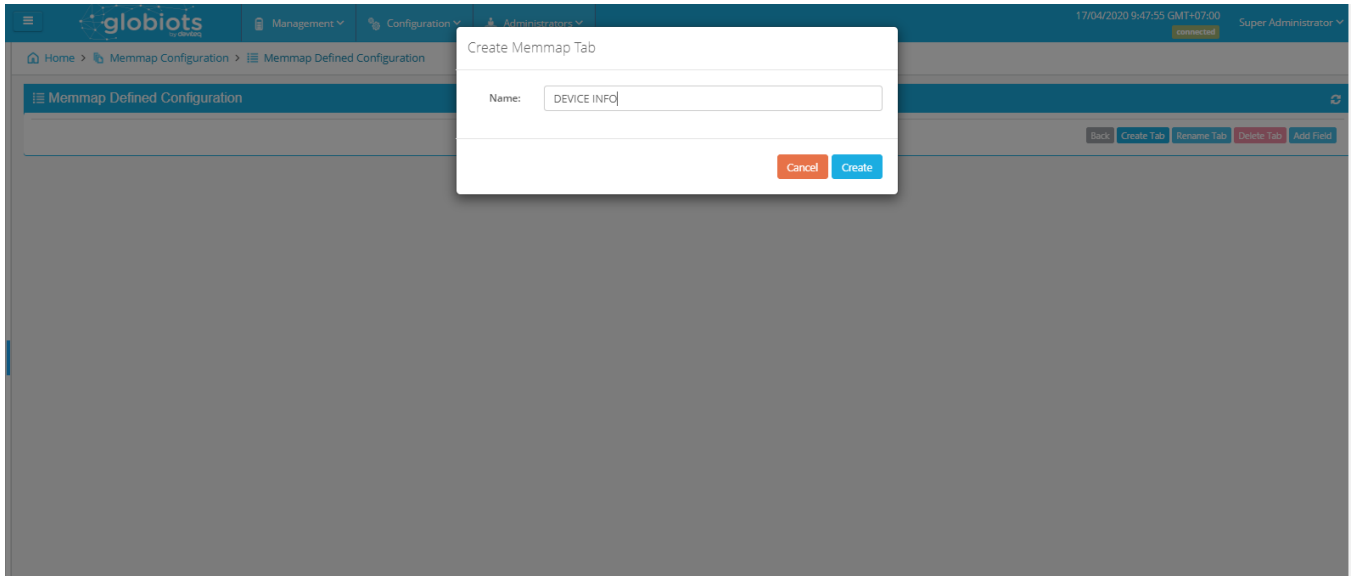 globiots
by deviteq
Management
Configuration
Administrators
17/04/2020 9:47:55 GMT+07:00
connected
Super Administrator
Home > Memmap Configuration > Memmap Defined Configuration
Memmap Defined Configuration
Create Memmap Tab
Name: DEVICE INFO
Cancel Create
Back Create Tab Rename Tab Delete Tab Add Field